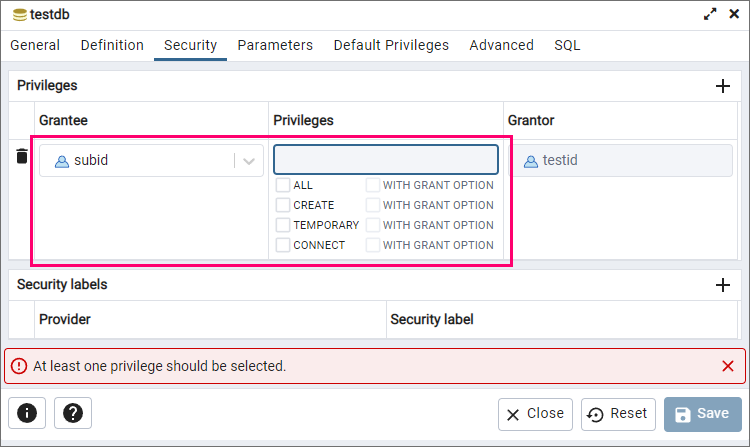 testdb
General Definition Security Parameters Default Privileges Advanced SQL
Privileges
Grantee Privileges Grantor
subid testid
ALL WITH GRANT OPTION
CREATE WITH GRANT OPTION
TEMPORARY WITH GRANT OPTION
CONNECT WITH GRANT OPTION
Security labels
Provider Security label
At least one privilege should be selected.
Close Reset Save